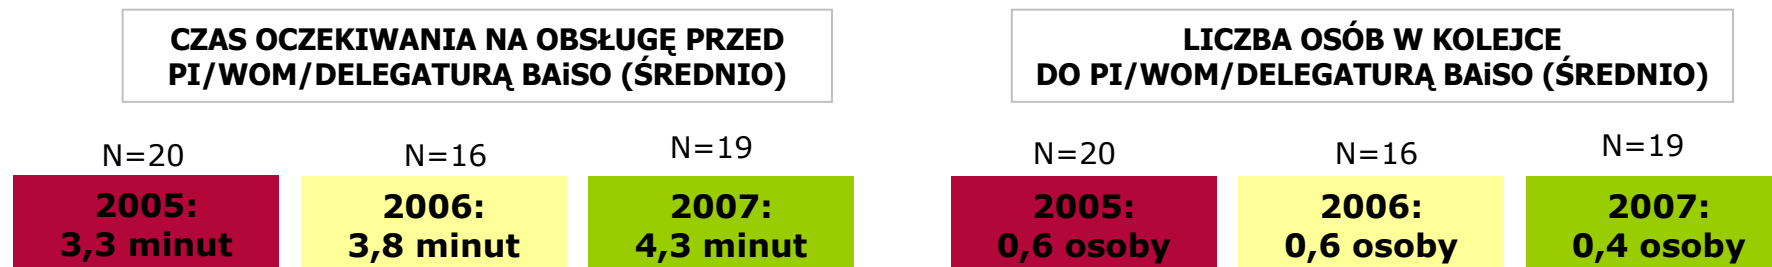 CZAS OCZEKIWANIA NA OBSŁUGĘ PRZED
PI/WOM/DELEGATURĄ BAiSO (ŚREDNIO)
N=20
N=16
N=19
2005:
3,3 minut
2006:
3,8 minut
2007:
4,3 minut
LICZBA OSÓB W KOLEJCE
DO PI/WOM/DELEGATURĄ BAiSO (ŚREDNIO)
N=20
N=16
N=19
2005:
0,6 osoby
2006:
0,6 osoby
2007:
0,4 osoby